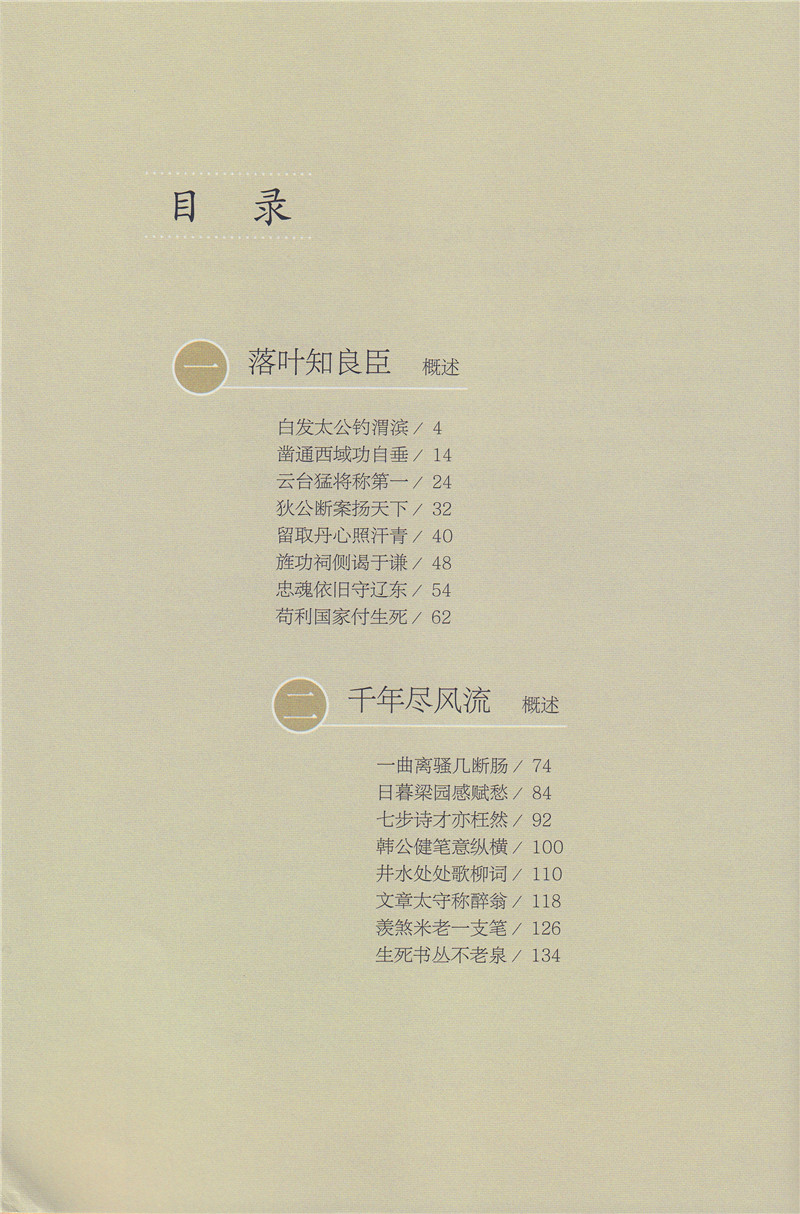 目 录
一 落叶知良臣 概述
白发太公钓渭滨 / 4
凿通西域功自垂 / 14
云台猛将称第一 / 24
狄公断案扬天下 / 32
留取丹心照汗青 / 40
旌功祠侧谒于谦 / 48
忠魂依旧守辽东 / 54
苟利国家付生死 / 62
二 千年尽风流 概述
一曲离骚几断肠 / 74
日暮梁园感赋愁 / 84
七步诗才亦枉然 / 92
韩公健笔意纵横 / 100
井水处处歌柳词 / 110
文章太守称醉翁 / 118
羡煞米老一支笔 / 126
生死书丛不老泉 / 134